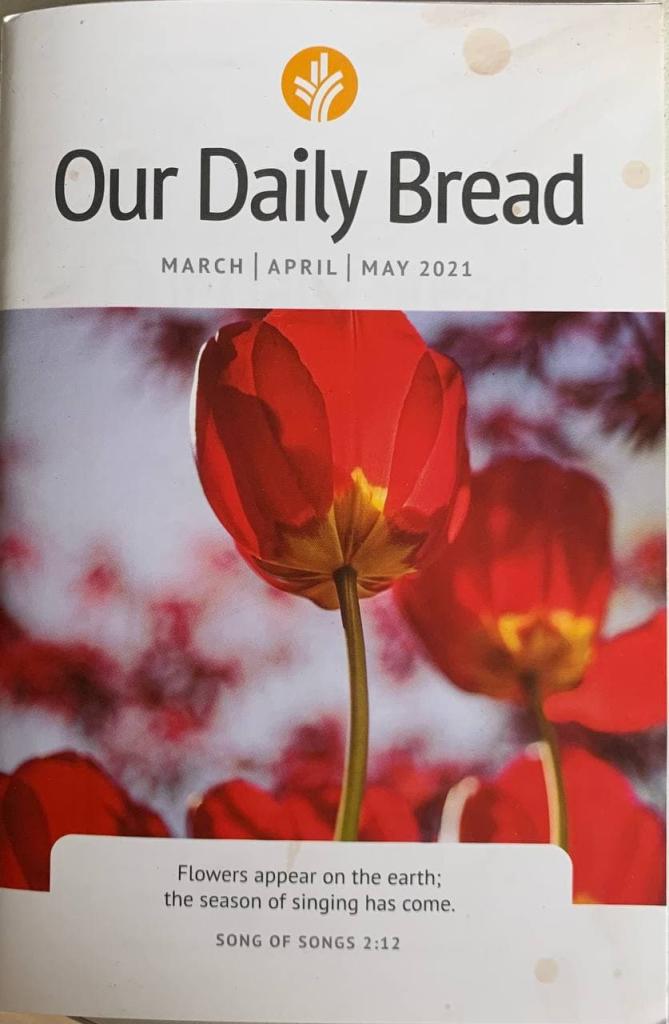 Our Daily Bread
MARCH | APRIL | MAY 2021
Flowers appear on the earth;
the season of singing has come.
SONG OF SONGS 2:12